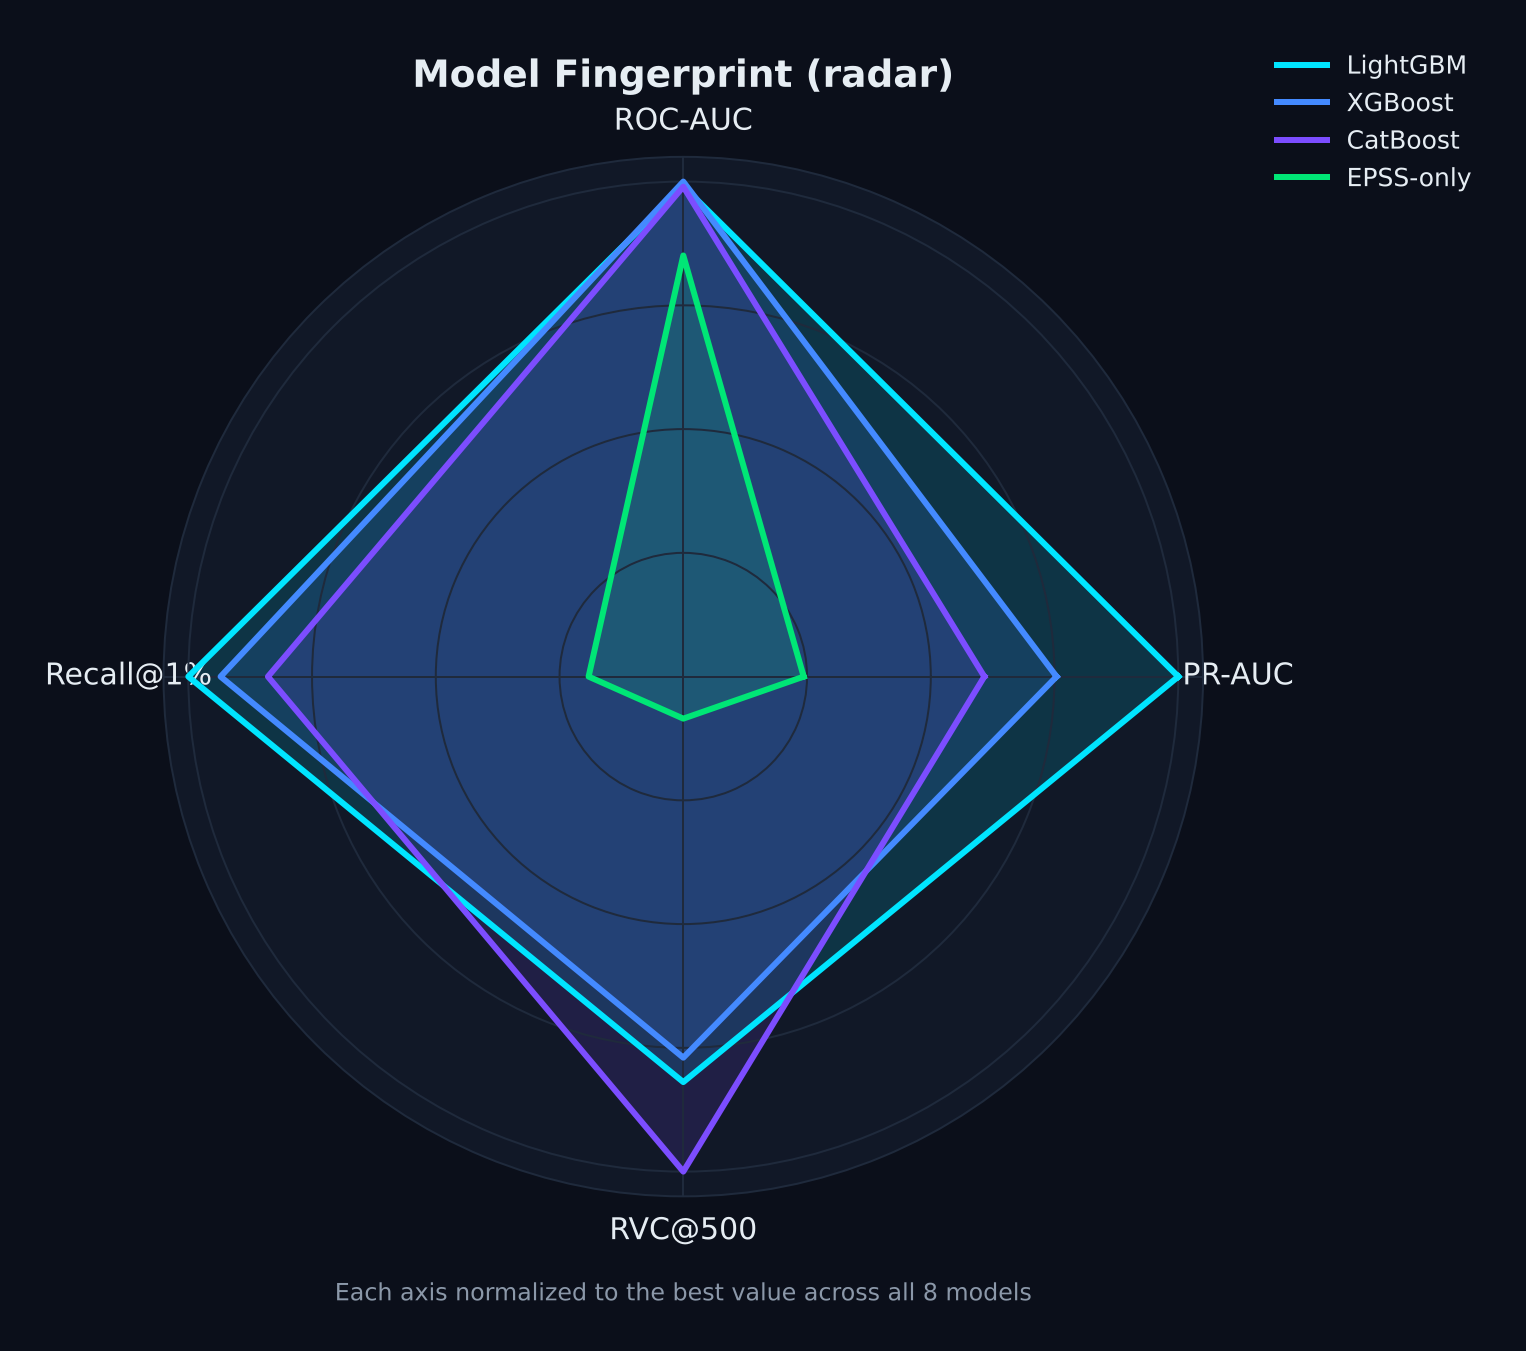 Model Fingerprint (radar)
LightGBM
XGBoost
CatBoost
EPSS-only
ROC-AUC
Recall@1%
PR-AUC
RVC@500
Each axis normalized to the best value across all 8 models